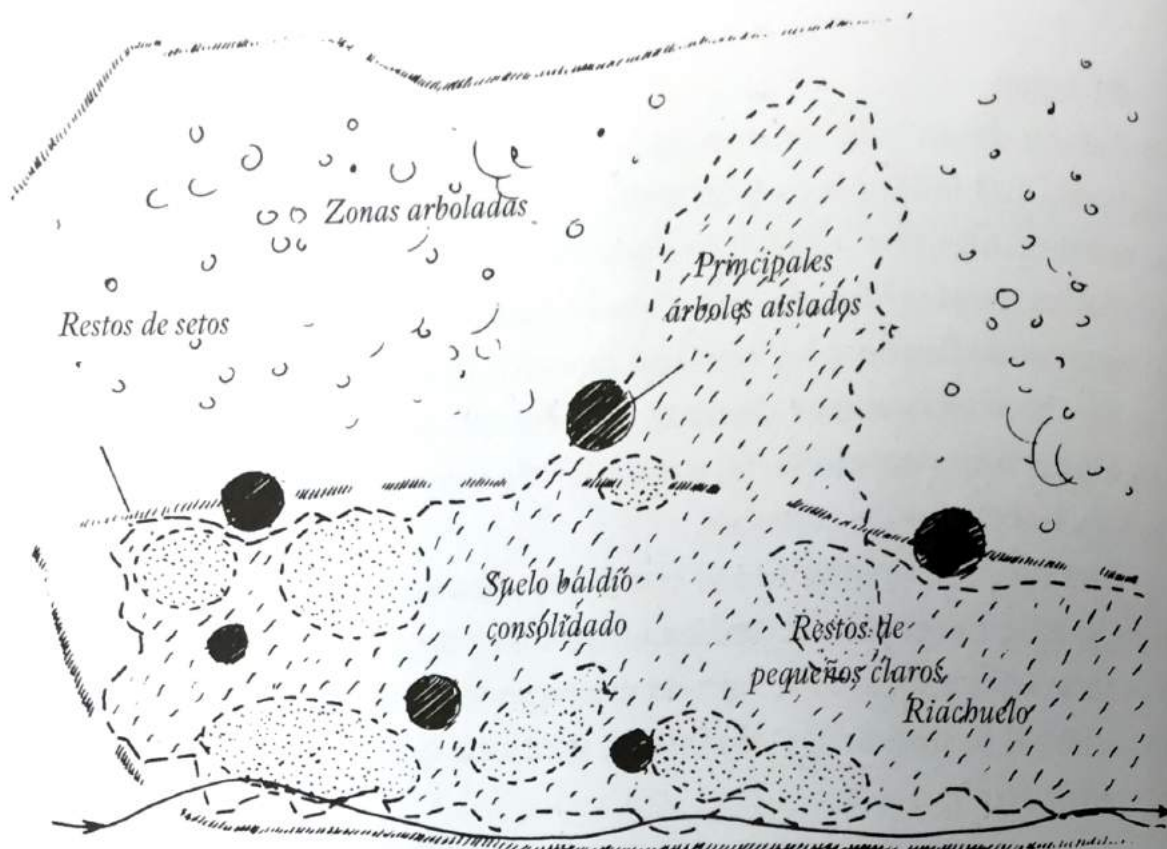 Zonas arboladas
Principales
árboles aislados
Restos de setos
Suelo baldío
consolidado
Restos de
pequeños claros
Riachuelo